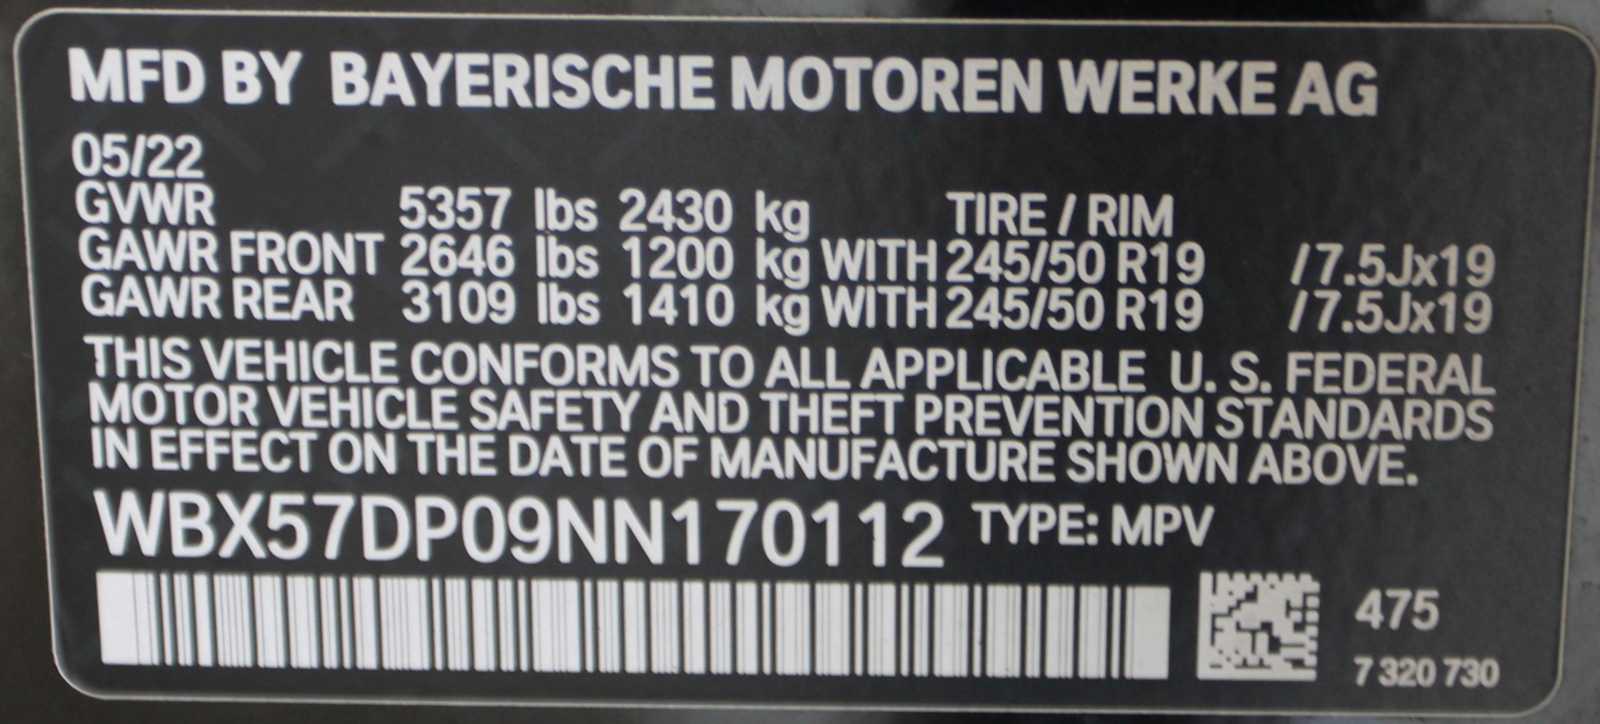 MFD BY BAYERISCHE MOTOREN WERKE AG
05/22
GVWR 5357 lbs 2430 kg TIRE / RIM
GAWR FRONT 2646 lbs 1200 kg WITH 245/50 R19 /7.5Jx19
GAWR REAR 3109 lbs 1410 kg WITH 245/50 R19 /7.5Jx19
THIS VEHICLE CONFORMS TO ALL APPLICABLE U. S. FEDERAL
MOTOR VEHICLE SAFETY AND THEFT PREVENTION STANDARDS
IN EFFECT ON THE DATE OF MANUFACTURE SHOWN ABOVE.
WBX57DP09NN170112 TYPE: MPV
475
7 320 730